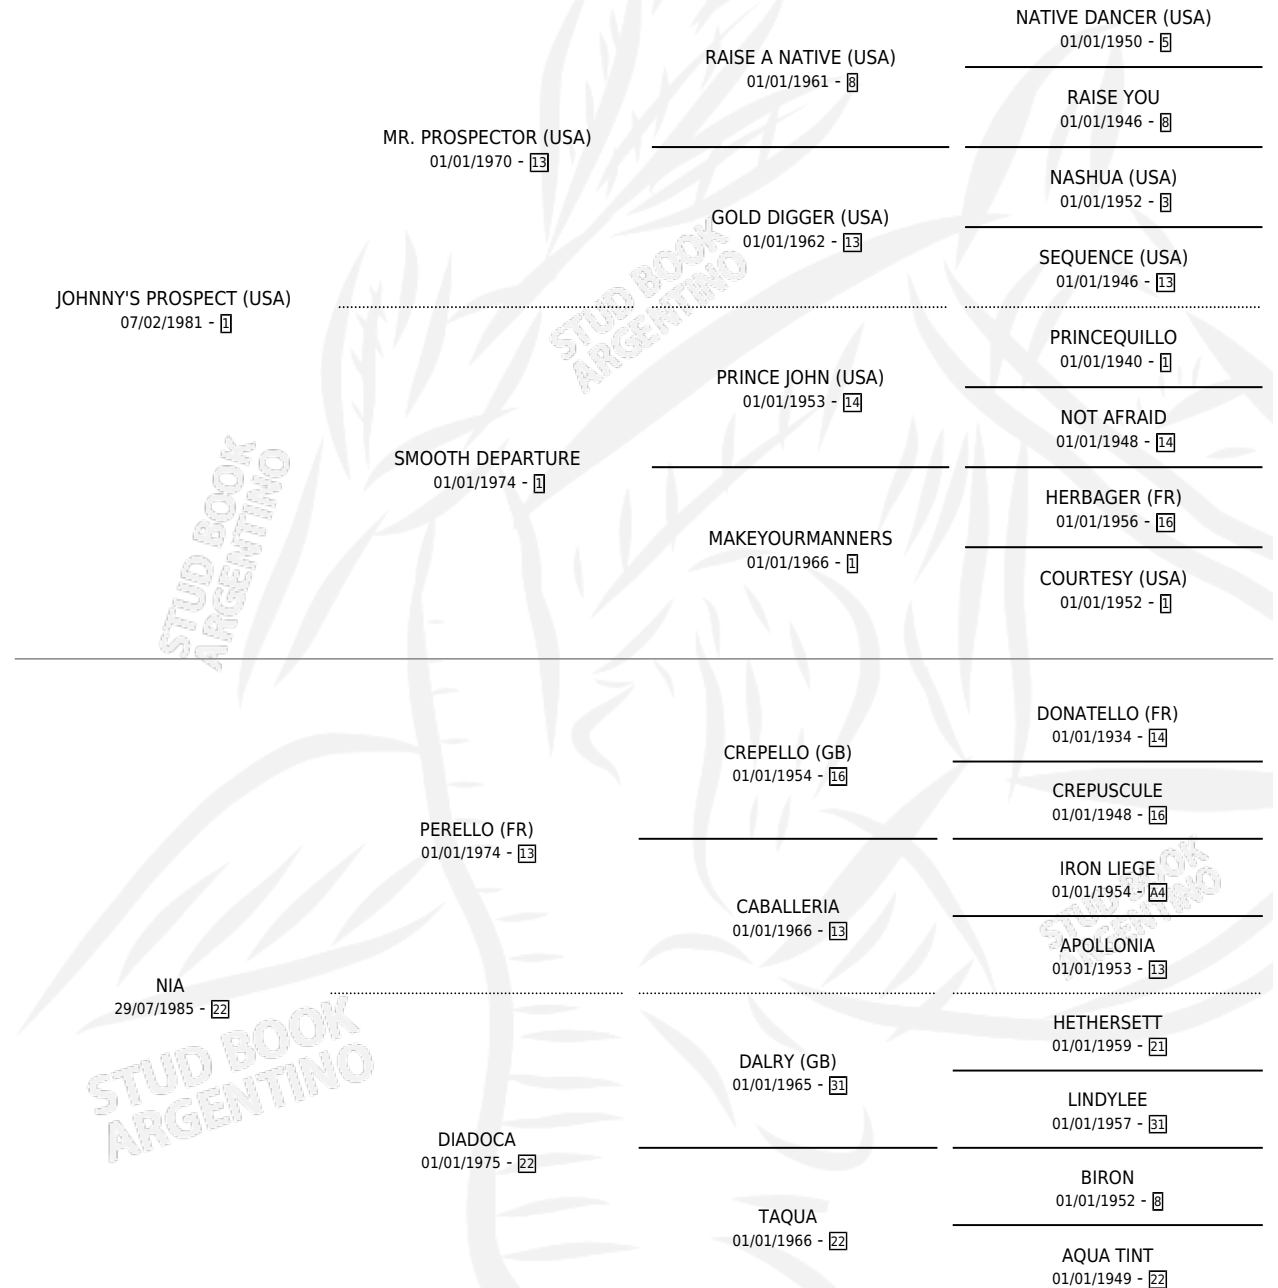 NATIVE DANCER (USA)
01/01/1950 - 5
RAISE A NATIVE (USA)
01/01/1961 - 8
RAISE YOU
01/01/1946 - 8
MR. PROSPECTOR (USA)
01/01/1970 - 13
NASHUA (USA)
01/01/1952 - 3
GOLD DIGGER (USA)
01/01/1962 - 13
SEQUENCE (USA)
01/01/1946 - 13
JOHNNY'S PROSPECT (USA)
07/02/1981 - 1
PRINCEQUILLO
01/01/1940 - 1
PRINCE JOHN (USA)
01/01/1953 - 14
NOT AFRAID
01/01/1948 - 14
SMOOTH DEPARTURE
01/01/1974 - 1
HERBAGER (FR)
01/01/1956 - 16
MAKEYOURMANNERS
01/01/1966 - 1
COURTESY (USA)
01/01/1952 - 1
DONATELLO (FR)
01/01/1934 - 14
CREPELLO (GB)
01/01/1954 - 16
CREPUSCULE
01/01/1948 - 16
PERELLO (FR)
01/01/1974 - 13
IRON LIEGE
01/01/1954 - A4
CABALLERIA
01/01/1966 - 13
APOLLONIA
01/01/1953 - 13
NIA
29/07/1985 - 22
HETHERSETT
01/01/1959 - 21
DALRY (GB)
01/01/1965 - 31
LINDYLEE
01/01/1957 - 31
DIADOCA
01/01/1975 - 22
BIRON
01/01/1952 - 8
TAQUA
01/01/1966 - 22
AQUA TINT
01/01/1949 - 22
STUD BOOK
ARGENTINO
STUD BOOK
ARGENTINO
STUD BOOK
ARGENTINO
STUD BOOK
ARGENTINO